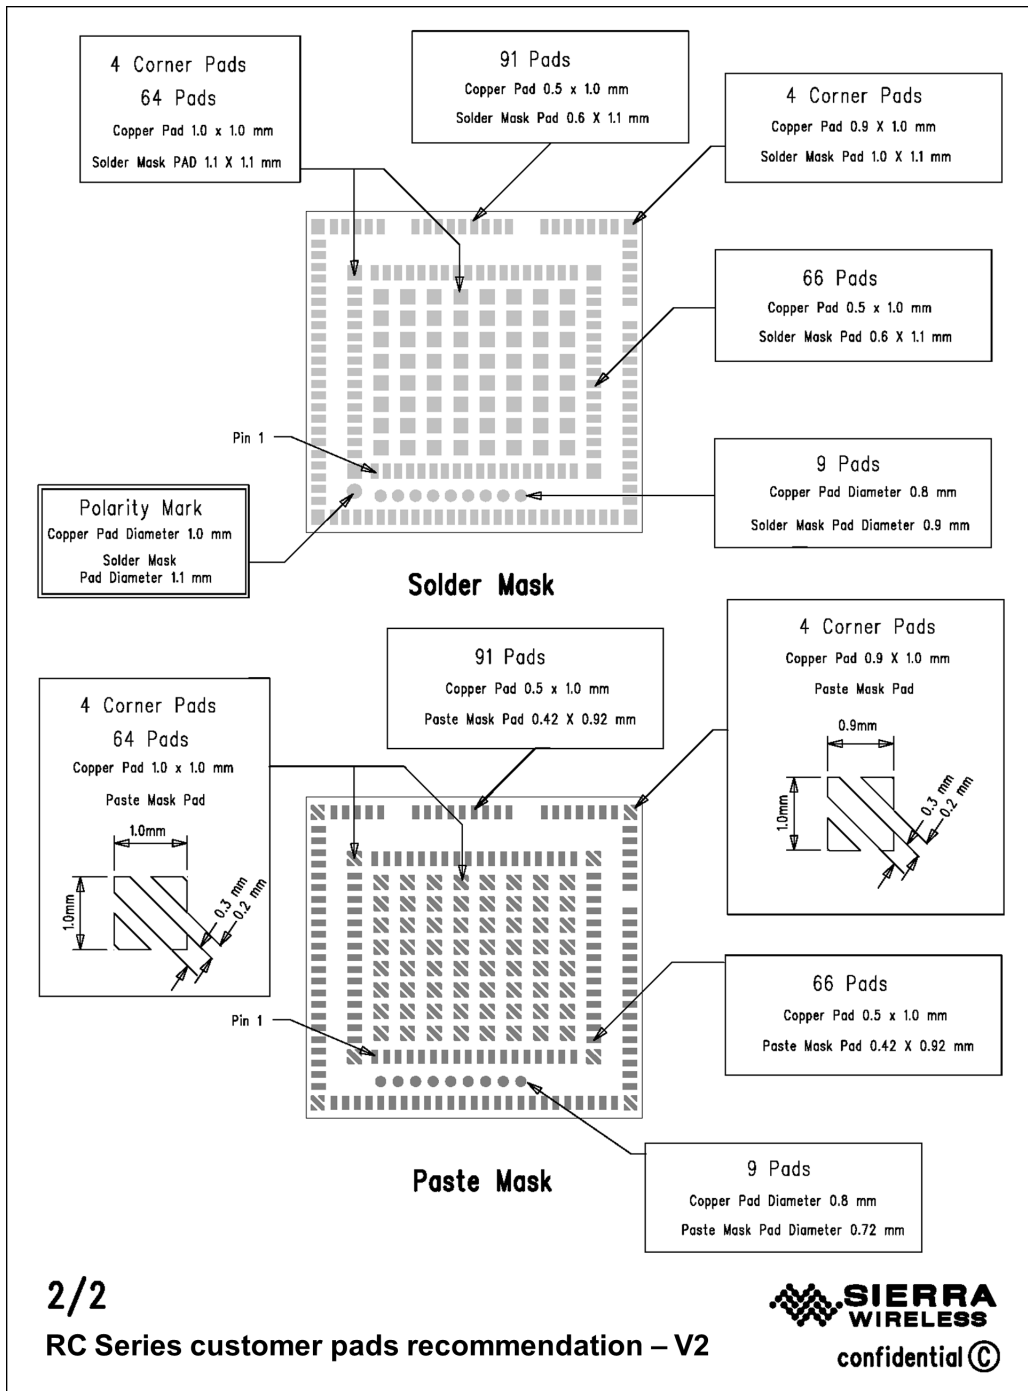 4 Corner Pads
64 Pads
Copper Pad 1.0 x 1.0 mm
Solder Mask PAD 1.1 X 1.1 mm
91 Pads
Copper Pad 0.5 x 1.0 mm
Solder Mask Pad 0.6 X 1.1 mm
4 Corner Pads
Copper Pad 0.9 X 1.0 mm
Solder Mask Pad 1.0 X 1.1 mm
66 Pads
Copper Pad 0.5 x 1.0 mm
Solder Mask Pad 0.6 X 1.1 mm
Pin 1
9 Pads
Copper Pad Diameter 0.8 mm
Solder Mask Pad Diameter 0.9 mm
Polarity Mark
Copper Pad Diameter 1.0 mm
Solder Mask
Pad Diameter 1.1 mm
Solder Mask
91 Pads
Copper Pad 0.5 x 1.0 mm
Paste Mask Pad 0.42 X 0.92 mm
4 Corner Pads
Copper Pad 0.9 X 1.0 mm
Paste Mask Pad
0.9mm
1.0mm
0.3 mm
0.2 mm
4 Corner Pads
64 Pads
Copper Pad 1.0 x 1.0 mm
Paste Mask Pad
1.0mm
1.0mm
0.3 mm
0.2 mm
66 Pads
Copper Pad 0.5 x 1.0 mm
Paste Mask Pad 0.42 X 0.92 mm
Pin 1
9 Pads
Copper Pad Diameter 0.8 mm
Paste Mask Pad Diameter 0.72 mm
Paste Mask
2/2
RC Series customer pads recommendation – V2
SIERRA
WIRELESS
confidential ©